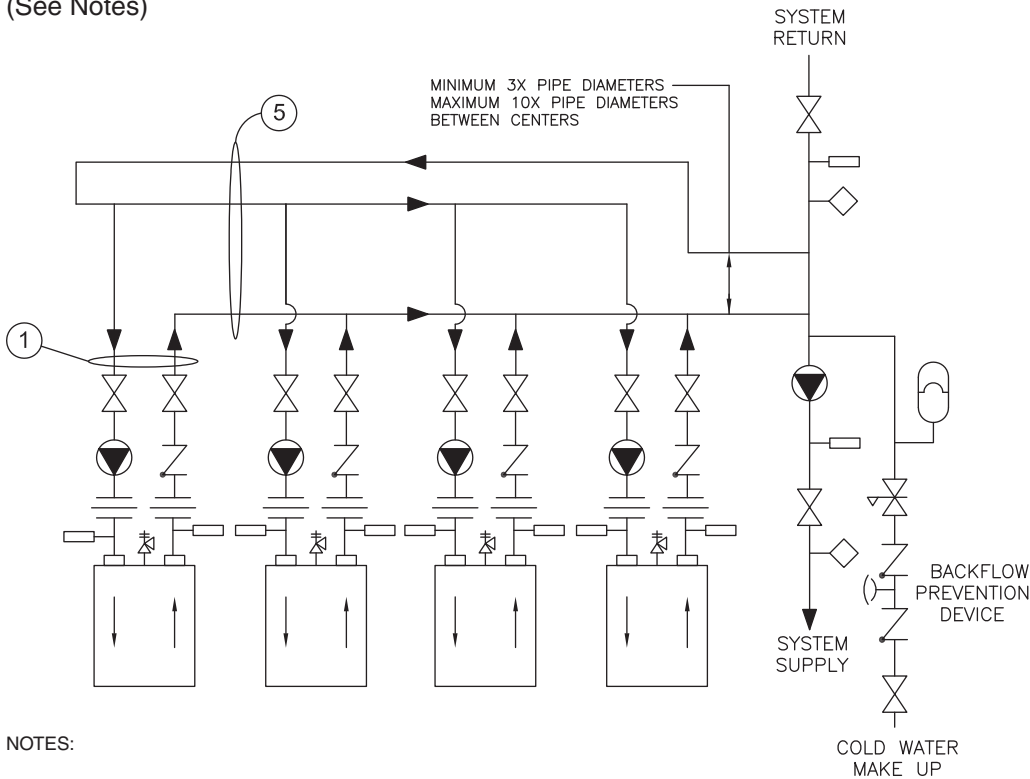 (See Notes)
SYSTEM
RETURN
MINIMUM 3X PIPE DIAMETERS
MAXIMUM 10X PIPE DIAMETERS
BETWEEN CENTERS
5
1
BACKFLOW
PREVENTION
DEVICE
SYSTEM
SUPPLY
NOTES:
COLD WATER
MAKE UP